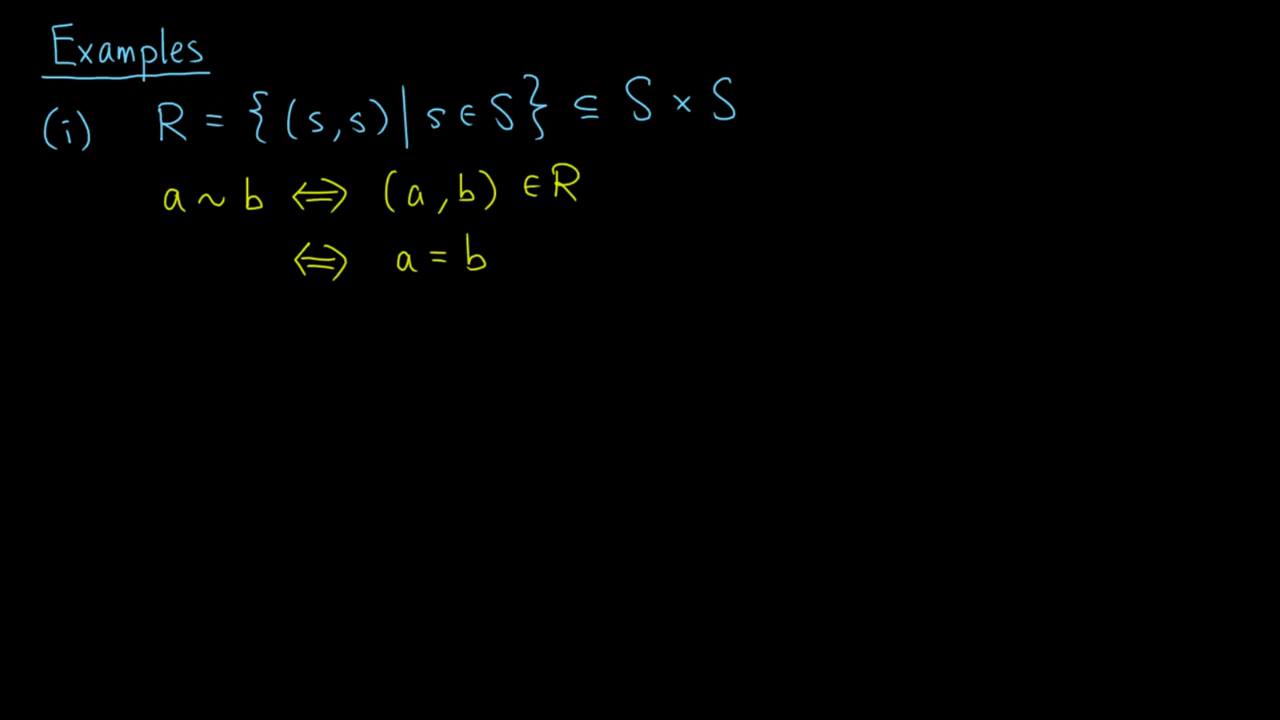 Examples
(i) R = {(s,s) | s ∈ S} ⊆ S × S
a ~ b ⇔ (a,b) ∈ R
⇔ a = b